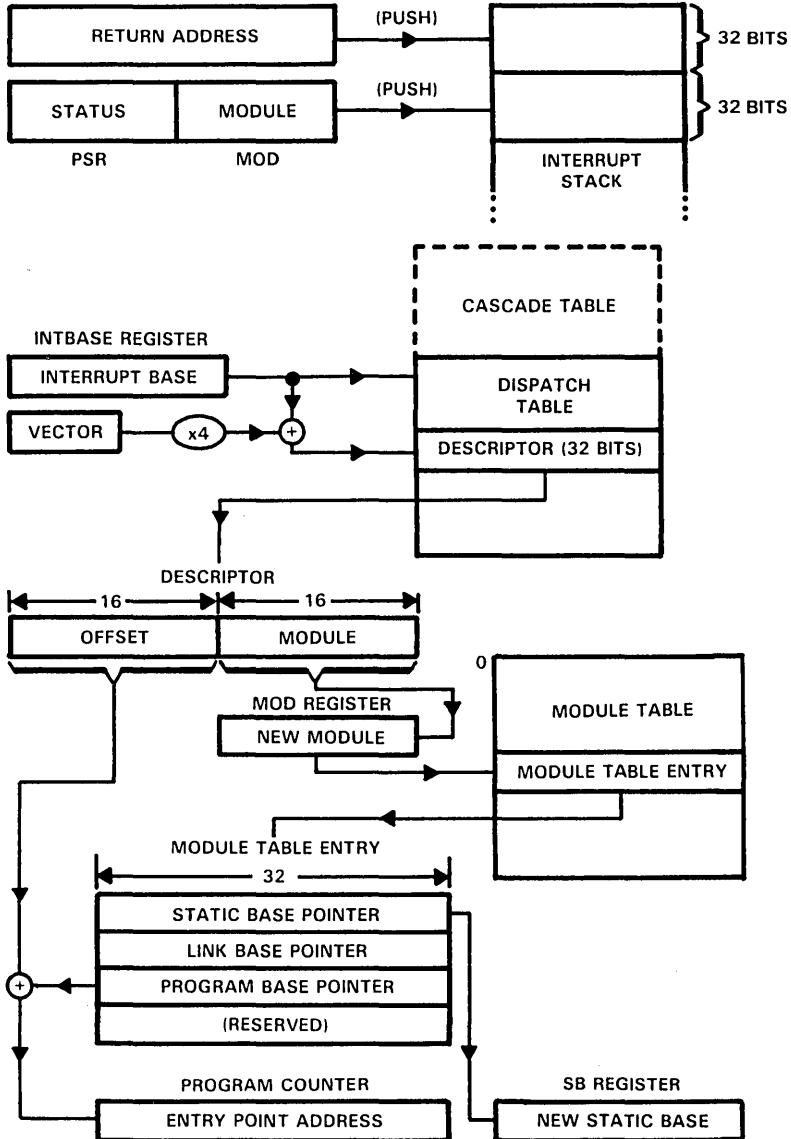 (PUSH)
RETURN ADDRESS
32 BITS
(PUSH)
STATUS MODULE
32 BITS
PSR MOD
INTERRUPT
STACK
CASCADE TABLE
INTBASE REGISTER
INTERRUPT BASE
DISPATCH
TABLE
VECTOR
x4
+
DESCRIPTOR (32 BITS)
DESCRIPTOR
16 16
OFFSET MODULE
0
MOD REGISTER
NEW MODULE
MODULE TABLE
MODULE TABLE ENTRY
MODULE TABLE ENTRY
32
STATIC BASE POINTER
LINK BASE POINTER
+
PROGRAM BASE POINTER
(RESERVED)
PROGRAM COUNTER
SB REGISTER
ENTRY POINT ADDRESS
NEW STATIC BASE